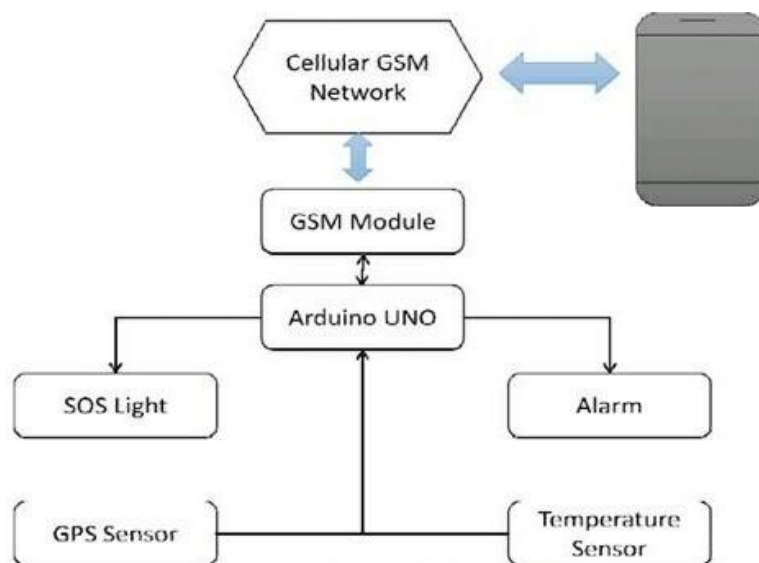 Cellular GSM
Network
GSM Module
Arduino UNO
SOS Light
Alarm
GPS Sensor
Temperature
Sensor